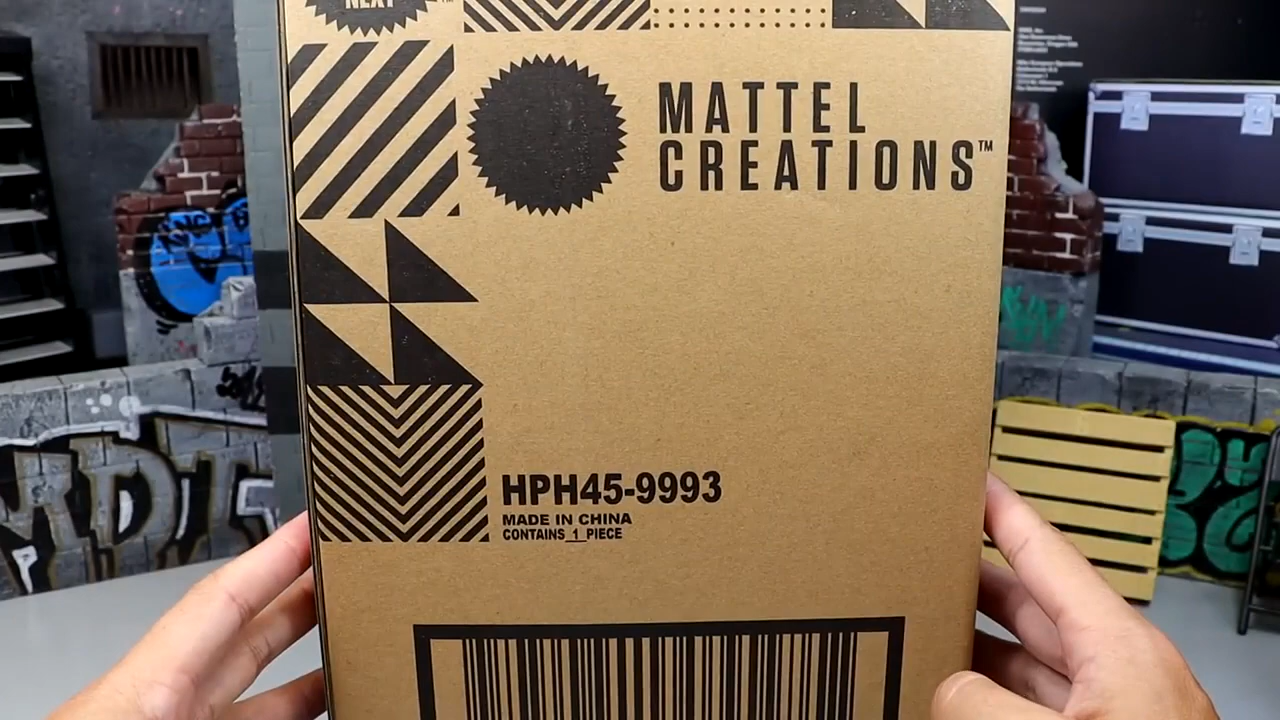 NEXT
MATTEL
CREATIONS™
HPH45-9993
MADE IN CHINA
CONTAINS 1 PIECE